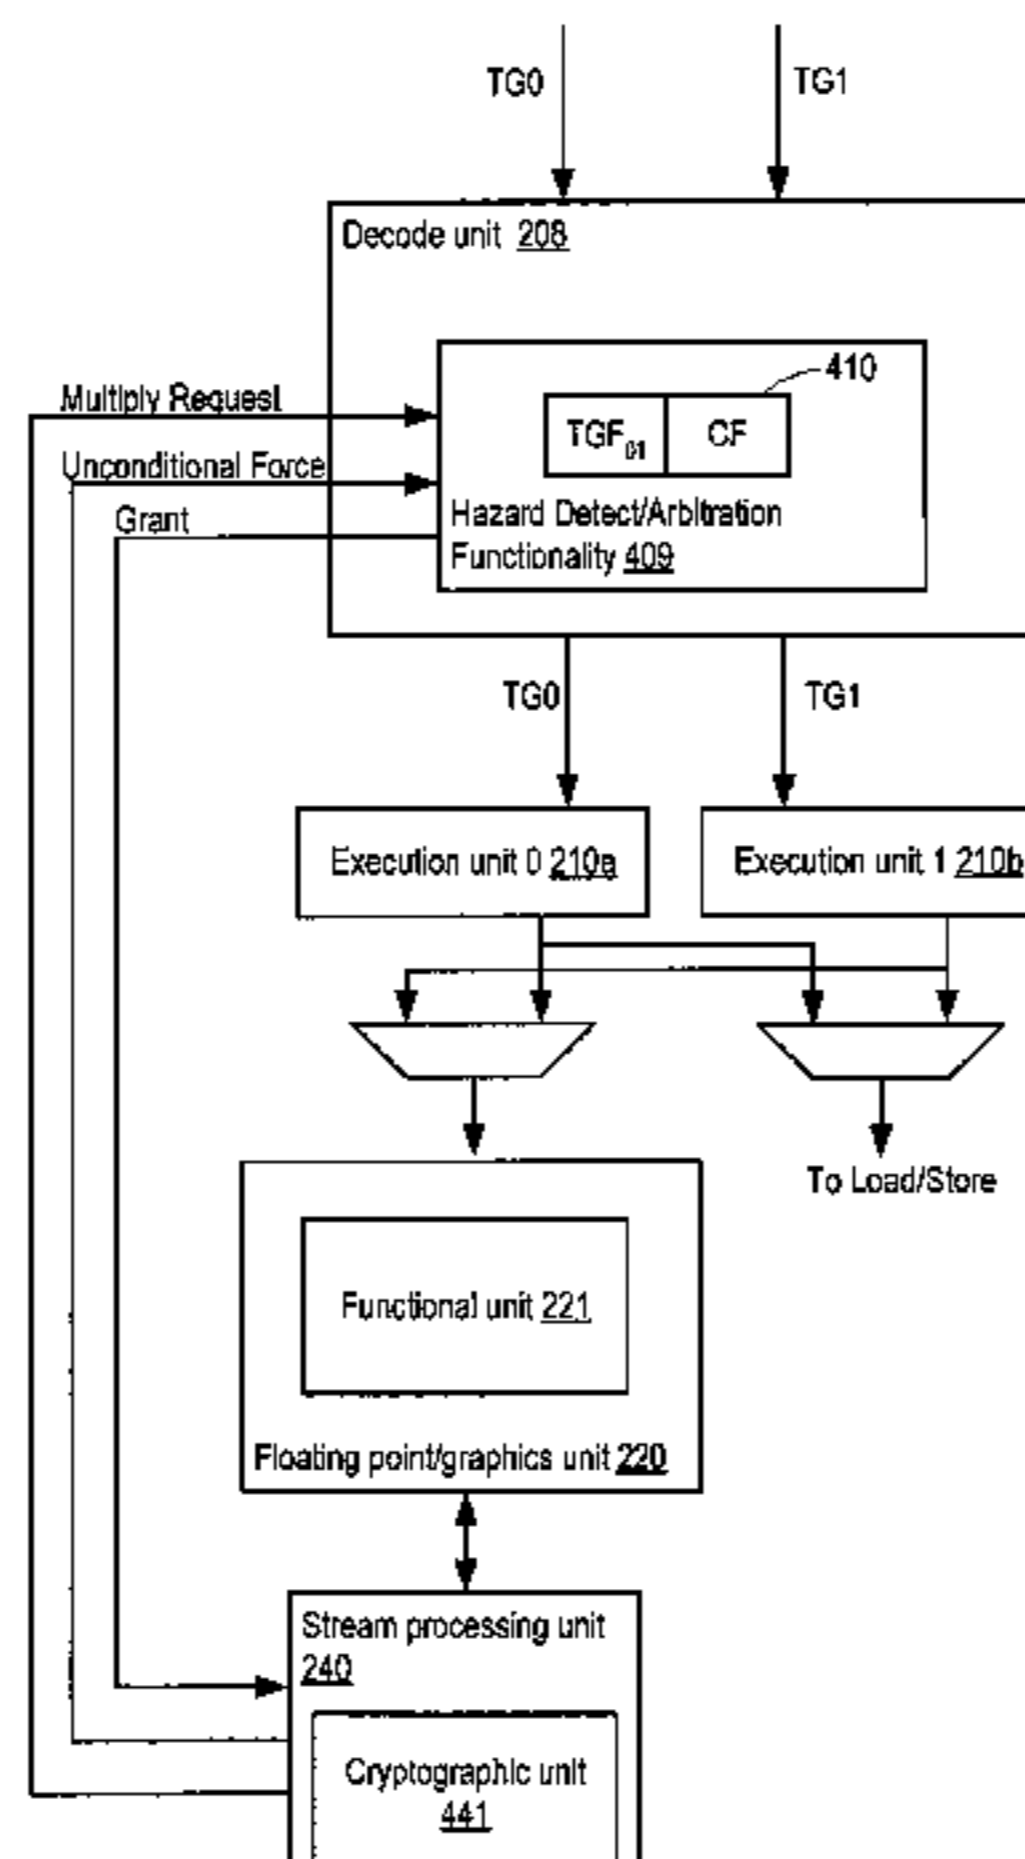 TG0
TG1
Decode unit 208
410
Multiply Request
TGF01
CF
Unconditional Force
Hazard Detect/Arbitration
Grant
Functionality 409
TG0
TG1
Execution unit 0 210a
Execution unit 1 210b
To Load/Store
Functional unit 221
Floating point/graphics unit 220
Stream processing unit
240
Cryptographic unit
441